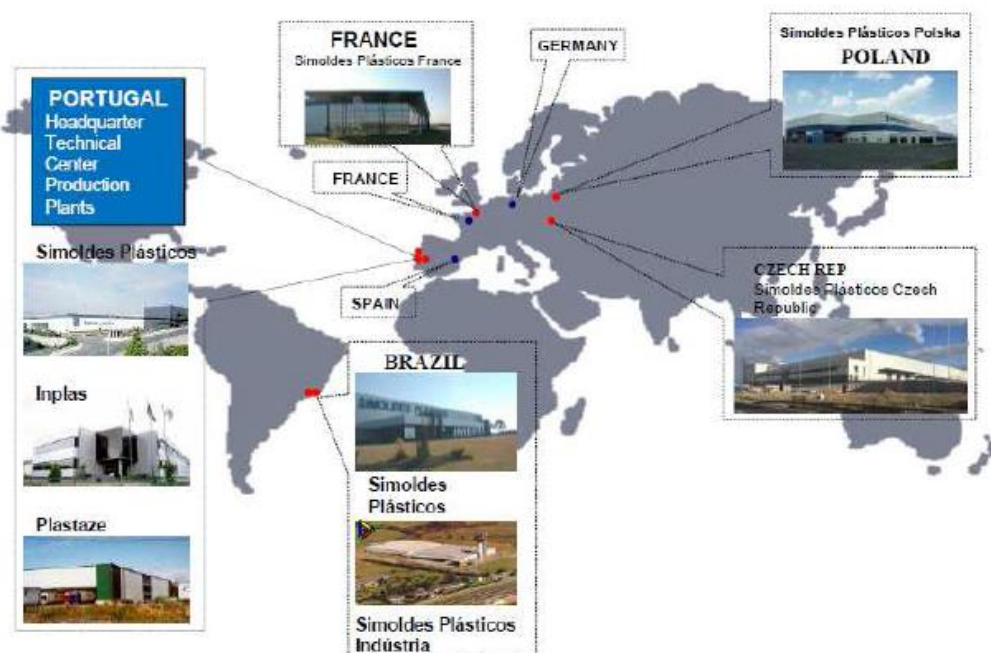 PORTUGAL
Headquarter
Technical
Center
Production
Plants
Simoldes Plásticos
Inplas
Plastaze
FRANCE
Simoldes Plásticos France
FRANCE
SPAIN
GERMANY
Simoldes Plásticos Polska
POLAND
CZECH REP
Simoldes Plásticos Czech
Republic
BRAZIL
Simoldes
Plásticos
Simoldes Plásticos
Indústria